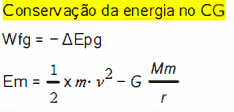 Conservação da energia no CG
Wfg = − ΔEpg
Em = 1/2 x m· v² − G Mm/r